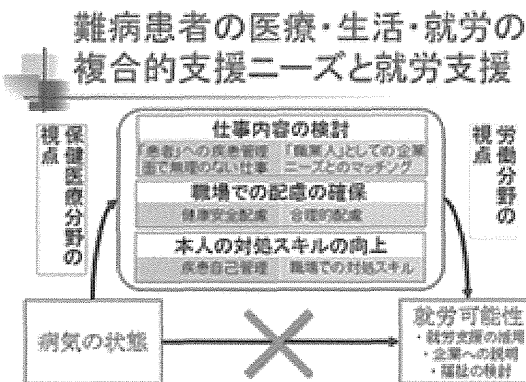 難病患者の医療・生活・就労の
複合的支援ニーズと就労支援
保健医療分野の
視点
労働分野の
視点
仕事内容の検討
「患者」への疾患管理
面で無理のない仕事
「職業人」としての企業
ニーズとのマッチング
職場での配慮の確保
健康安全配慮
合理的配慮
本人の対処スキルの向上
疾患自己管理
職場での対処スキル
病気の状態
就労可能性
・就労支援の活用
・企業への説明
・福祉の検討